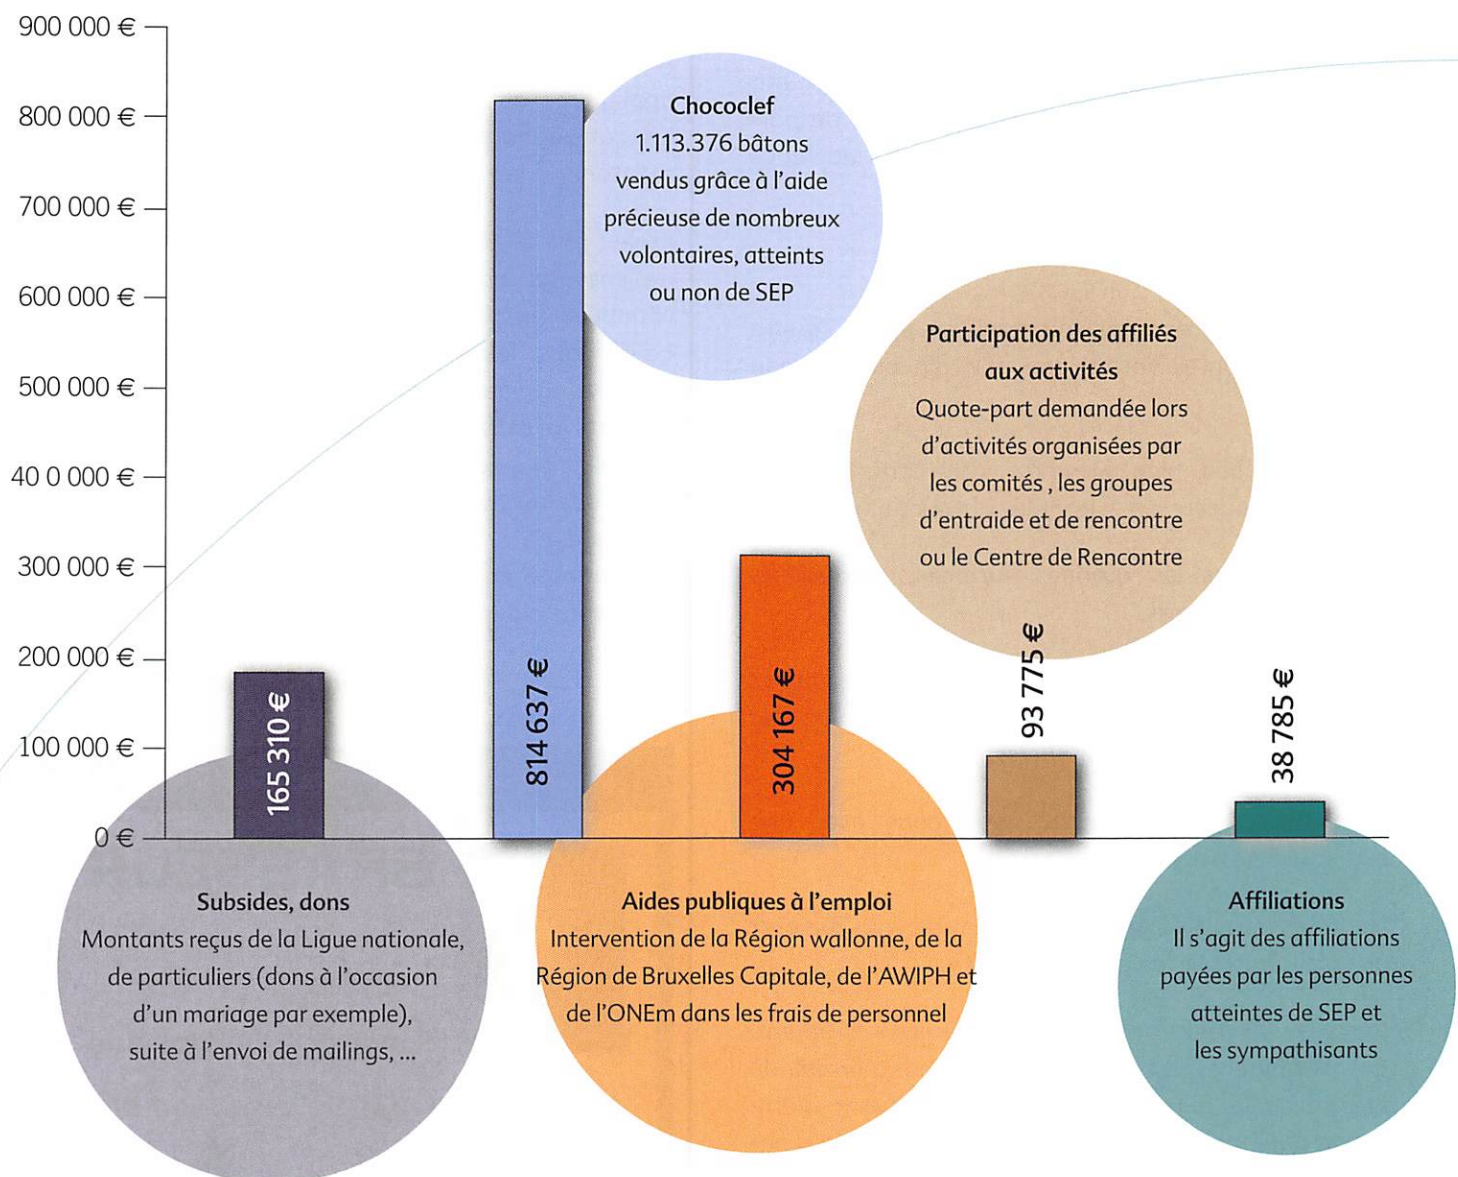 900 000 €
800 000 €
700 000 €
600 000 €
500 000 €
40 0 000 €
300 000 €
200 000 €
100 000 €
0 €
Chococlef
1.113.376 bâtons
vendus grâce à l'aide
précieuse de nombreux
volontaires, atteints
ou non de SEP
Participation des affiliés
aux activités
Quote-part demandée lors
d'activités organisées par
les comités , les groupes
d'entraide et de rencontre
ou le Centre de Rencontre
165 310 €
814 637 €
304 167 €
93 775 €
38 785 €
Subsides, dons
Montants reçus de la Ligue nationale,
de particuliers (dons à l'occasion
d'un mariage par exemple),
suite à l'envoi de mailings, ...
Aides publiques à l'emploi
Intervention de la Région wallonne, de la
Région de Bruxelles Capitale, de l'AWIPH et
de l'ONEm dans les frais de personnel
Affiliations
Il s'agit des affiliations
payées par les personnes
atteintes de SEP et
les sympathisants